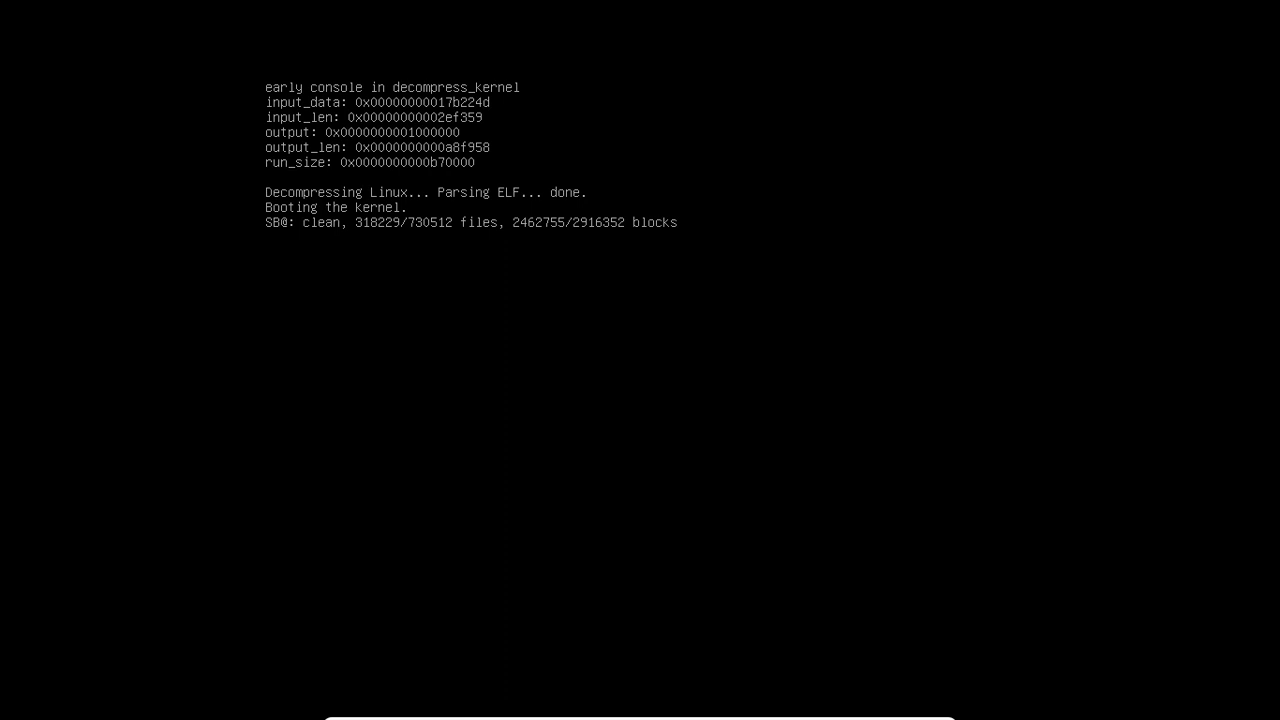 early console in decompress_kernel
input_data: 0x00000000017b224d
input_len: 0x00000000002ef359
output: 0x0000000001000000
output_len: 0x0000000000a8f958
run_size: 0x0000000000b70000
Decompressing Linux... Parsing ELF... done.
Booting the kernel.
SB@: clean, 318229/730512 files, 2462755/2916352 blocks